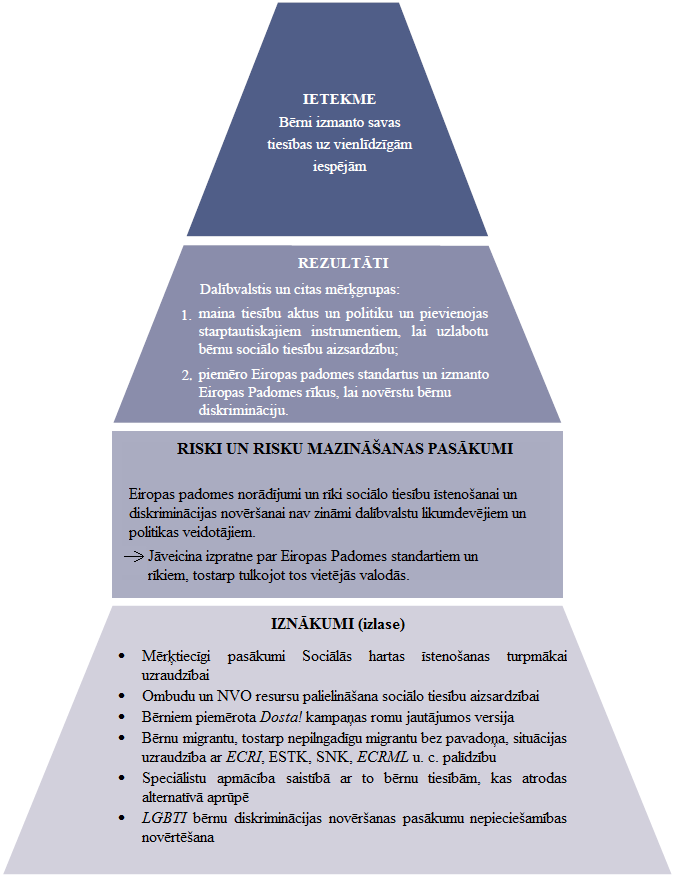 IETEKME
Bērni izmanto savas
tiesības uz vienlīdzīgām
iespējām
REZULTĀTI
Dalībvalstis un citas mērķgrupas:
1. maina tiesību aktus un politiku un pievienojas
starptautiskajiem instrumentiem, lai uzlabotu
bērnu sociālo tiesību aizsardzību;
2. piemēro Eiropas padomes standartus un izmanto
Eiropas Padomes rīkus, lai novērstu bērnu
diskrimināciju.
RISKI UN RISKU MAZINĀŠANAS PASĀKUMI
Eiropas padomes norādījumi un rīki sociālo tiesību īstenošanai un
diskriminācijas novēršanai nav zināmi dalībvalstu likumdevējiem un
politikas veidotājiem.
→ Jāveicina izpratne par Eiropas Padomes standartiem un
rīkiem, tostarp tulkojot tos vietējās valodās.
IZNĀKUMI (izlase)
• Mērķtiecīgi pasākumi Sociālās hartas īstenošanas turpmākai
uzraudzībai
• Ombudu un NVO resursu palielināšana sociālo tiesību aizsardzībai
• Bērniem piemērota Dosta! kampaņas romu jautājumos versija
• Bērnu migrantu, tostarp nepilngadīgu migrantu bez pavadoņa, situācijas
uzraudzība ar ECRI, ESTK, SNK, ECRML u. c. palīdzību
• Speciālistu apmācība saistībā ar to bērnu tiesībām, kas atrodas
alternatīvā aprūpē
• LGBTI bērnu diskriminācijas novēršanas pasākumu nepieciešamības
novērtēšana